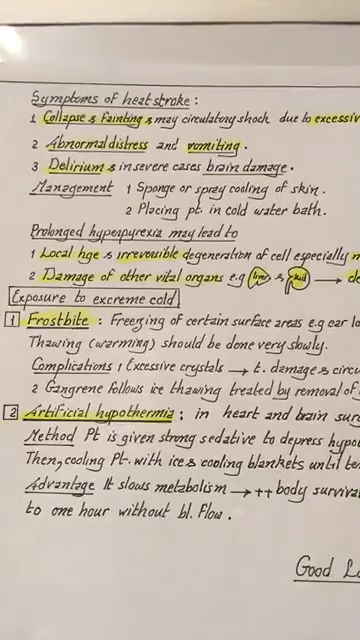 Symptoms of heat stroke :
1 Collapse & Fainting & may circulatory shock due to excessiv
2 Abnormal distress and vomiting.
3 Delirium & in severe cases brain damage.
Management 1 Sponge or spray cooling of skin.
2 Placing pt. in cold water bath.
Prolonged hyperpyrexia may lead to
1 Local hge & irreversible degeneration of cell especially n
2 Damage of other vital organs e.g liver & kid → de
Exposure to excreme cold.
1 Frostbite : Freezing of certain surface areas e.g ear lo
Thawing (warming) should be done very slowly.
Complications 1 Excessive crystals → t. damage & circu
2 Gangrene follows ice thawing treated by removal of
2 Artificial hypothermia : in heart and brain sur
Method Pt is given strong sedative to depress hypo
Then, cooling Pt. with ice & cooling blankets until te
Advantage It slows metabolism → ++ body surviva
to one hour without bl. Flow.
Good L